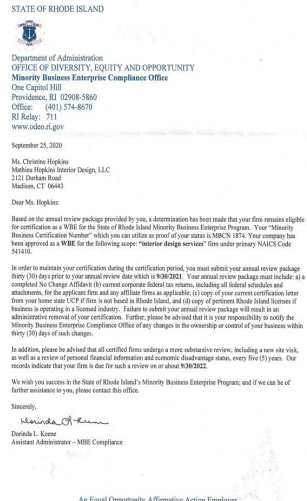 STATE OF RHODE ISLAND
Department of Administration
OFFICE OF DIVERSITY, EQUITY AND OPPORTUNITY
Minority Business Enterprise Compliance Office
One Capitol Hill
Providence, RI 02908-5860
Office: (401) 574-8670
RI Relay: 711
www.odeo.ri.gov
September 25, 2020
Ms. Christine Hopkins
Mathieu Hopkins Interior Design, LLC
2121 Durham Road
Madison, CT 06443
Dear Ms. Hopkins:
Based on the annual review package provided by you, a determination has been made that your firm remains eligible
for certification as a WBE for the State of Rhode Island Minority Business Program. Your “Minority
Business Certification Number” which you can utilize as proof of your status is MBCN 1874. Your company has
been approved as a WBE for the following scope: “interior design services” firm under primary NAICS Code
541410.
In order to maintain your certification during the certification period, you must submit your annual review package
thirty (30) days prior to your annual review date which is 9/30/2021. Your annual review package must include: a) a
completed No Change Affidavit (b) current corporate federal tax returns, including all federal schedules and
attachments, for the applicant firm and any affiliate firms as applicable; (c) copy of your current certification letter
from your home state UCP if firm is not based in Rhode Island, and (d) copy of pertinent Rhode Island licenses if
business is operating in a licensed industry. Failure to submit your annual review package will result in an
administrative removal of your certification. Further, please be advised that it is your responsibility to notify the
Minority Business Enterprise Compliance Office of any changes in the ownership or control of your business within
thirty (30) days of such changes.
In addition, please be advised that all certified firms undergo a more substantive review, including a new site visit,
as well as a review of personal financial information and economic disadvantage status, every five (5) years. Our
records indicate that your firm is due for such a review on or about 9/30/2022.
We wish you success in the State of Rhode Island's Minority Business Enterprise Program; and if we can be of
further assistance to you, please contact this office.
Sincerely,
Dorinda L. Keene
Dorinda L. Keene
Assistant Administrator – MBE Compliance
An Equal Opportunity Affirmative Action Employer